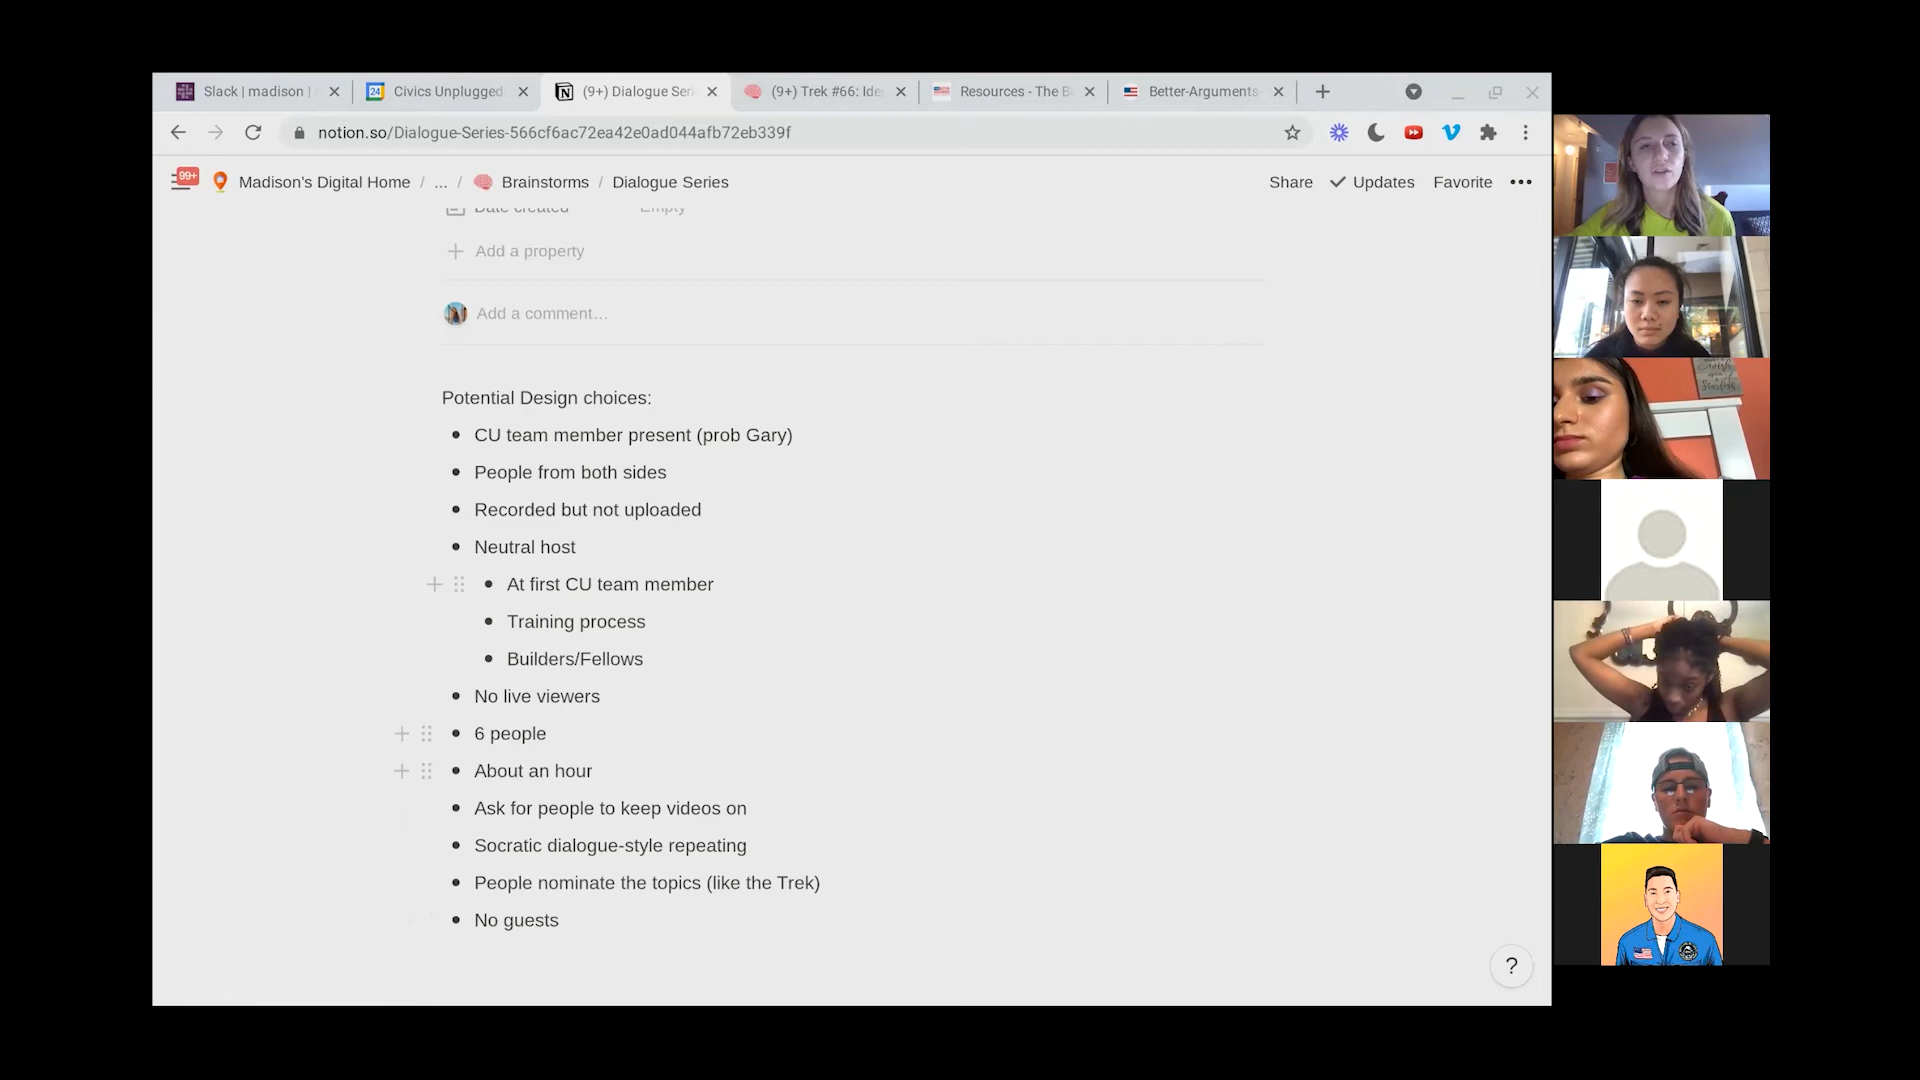 Slack | madison |
24 Civics Unplugged
(9+) Dialogue Seri
(9+) Trek #66: Ide
Resources - The B
Better-Arguments-
notion.so/Dialogue-Series-566cf6ac72ea42e0ad044afb72eb339f
99+ Madison's Digital Home / ... / Brainstorms / Dialogue Series
Share Updates Favorite
Date created Empty
Add a property
Add a comment...
Potential Design choices:
CU team member present (prob Gary)
People from both sides
Recorded but not uploaded
Neutral host
At first CU team member
Training process
Builders/Fellows
No live viewers
6 people
About an hour
Ask for people to keep videos on
Socratic dialogue-style repeating
People nominate the topics (like the Trek)
No guests
?